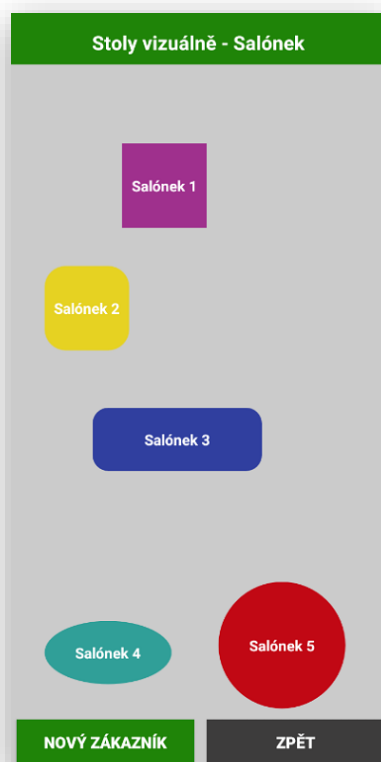 Stoly vizuálně - Salónek
Salónek 1
Salónek 2
Salónek 3
Salónek 4
Salónek 5
NOVÝ ZÁKAZNÍK
ZPĚT